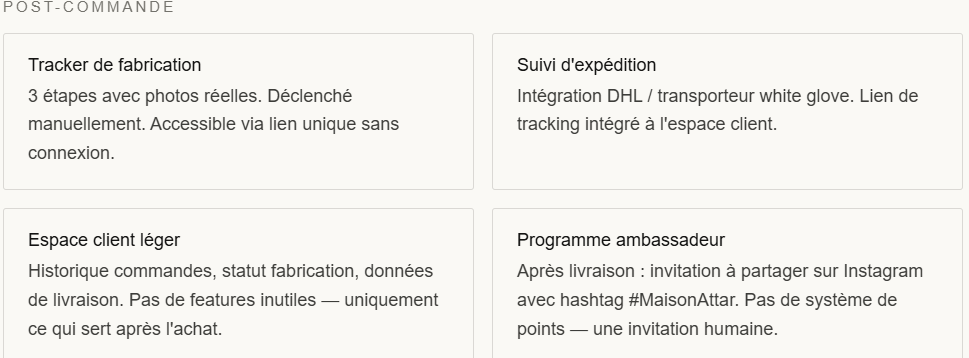 POST-COMMANDE
Tracker de fabrication
3 étapes avec photos réelles. Déclenché
manuellement. Accessible via lien unique sans
connexion.
Suivi d'expédition
Intégration DHL / transporteur white glove. Lien de
tracking intégré à l'espace client.
Espace client léger
Historique commandes, statut fabrication, données
de livraison. Pas de features inutiles — uniquement
ce qui sert après l'achat.
Programme ambassadeur
Après livraison : invitation à partager sur Instagram
avec hashtag #MaisonAttar. Pas de système de
points — une invitation humaine.